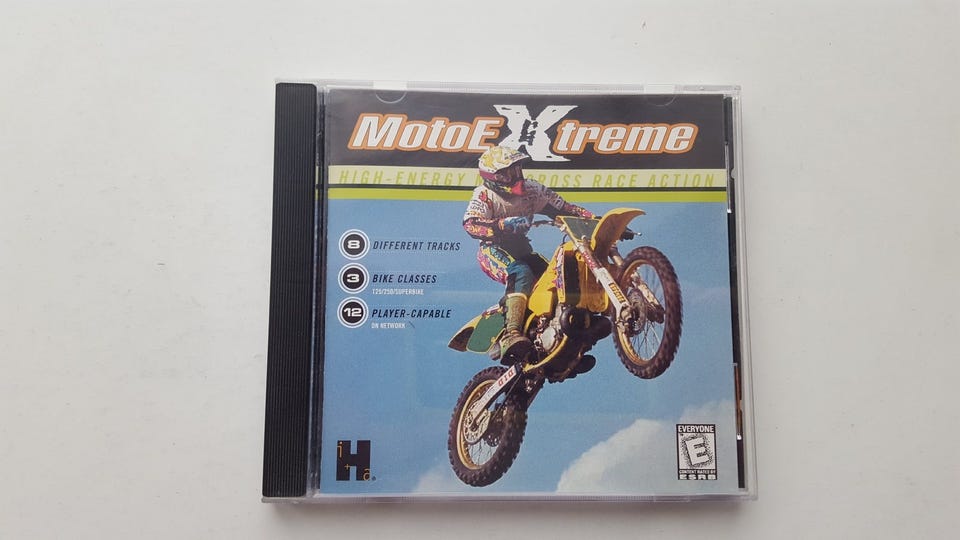 MotoEXtreme
HIGH-ENERGY RACE ACTION
8 DIFFERENT TRACKS
3 BIKE CLASSES
125/250/SUPERBIKE
12 PLAYER-CAPABLE
ON NETWORK
DID
H
i + a
EVERYONE
E
CONTENT RATED BY
ESRB